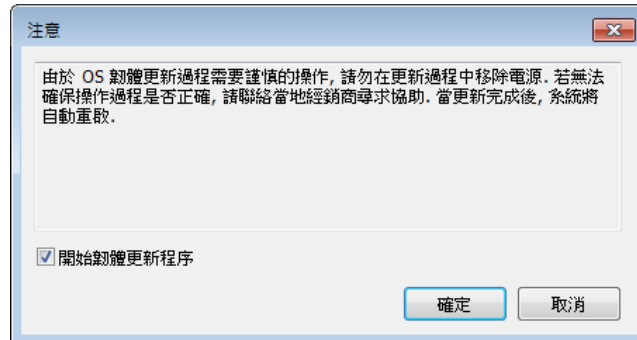 注意
由於 OS 韌體更新過程需要謹慎的操作, 請勿在更新過程中移除電源. 若無法
確保操作過程是否正確, 請聯絡當地經銷商尋求協助. 當更新完成後, 系統將
自動重啟.
開始韌體更新程序
確定
取消